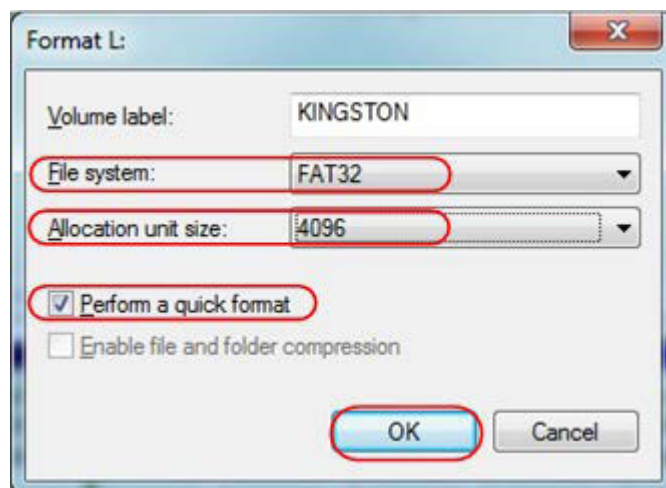 Format L:
Volume label: KINGSTON
File system: FAT32
Allocation unit size: 4096
Perform a quick format
Enable file and folder compression
OK Cancel